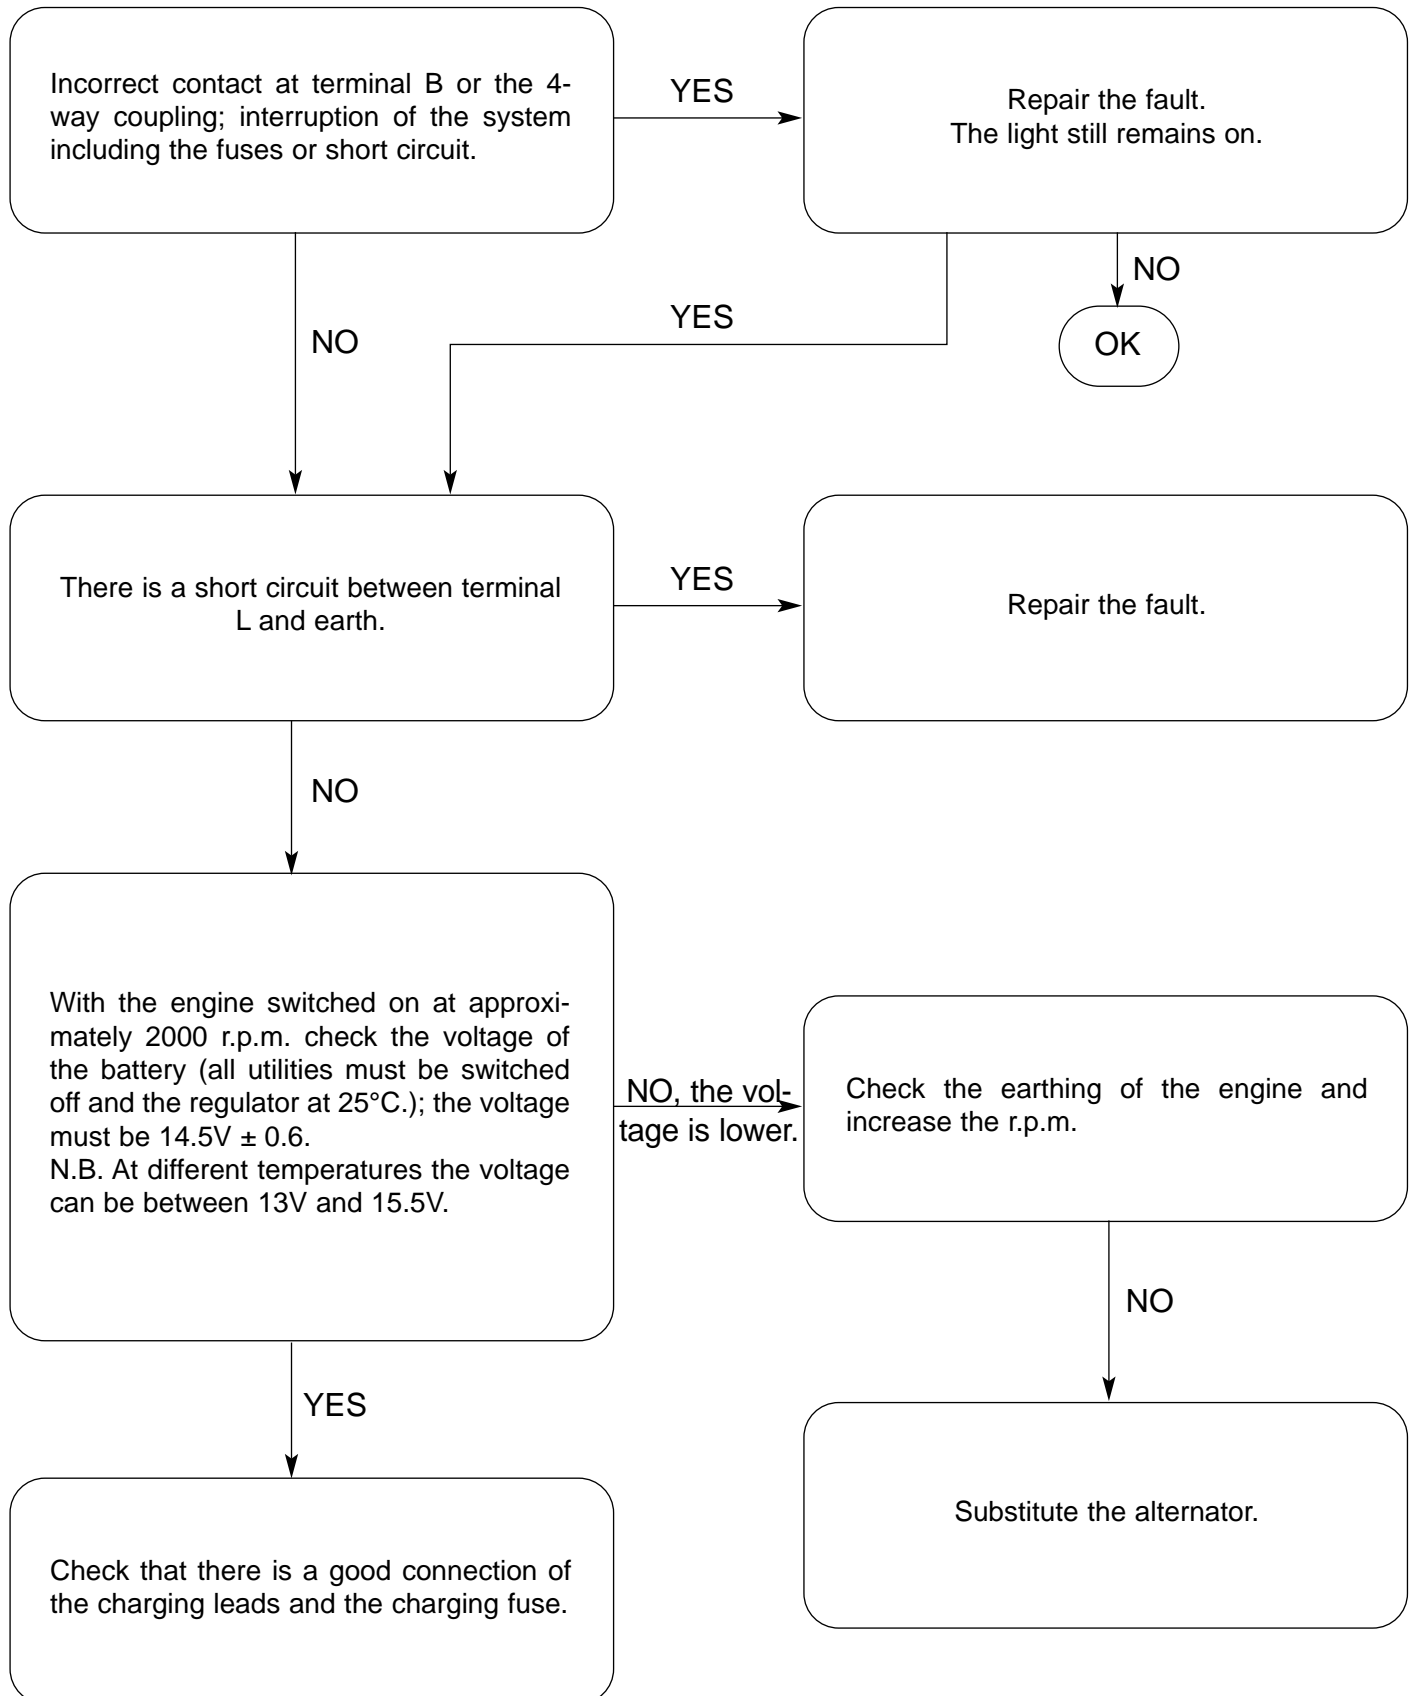 Incorrect contact at terminal B or the 4-
way coupling; interruption of the system
including the fuses or short circuit.
YES
Repair the fault.
The light still remains on.
NO
OK
YES
NO
There is a short circuit between terminal
L and earth.
YES
Repair the fault.
NO
With the engine switched on at approxi-
mately 2000 r.p.m. check the voltage of
the battery (all utilities must be switched
off and the regulator at 25°C.); the voltage
must be 14.5V ± 0.6.
N.B. At different temperatures the voltage
can be between 13V and 15.5V.
NO, the vol-
tage is lower.
Check the earthing of the engine and
increase the r.p.m.
NO
Substitute the alternator.
YES
Check that there is a good connection of
the charging leads and the charging fuse.